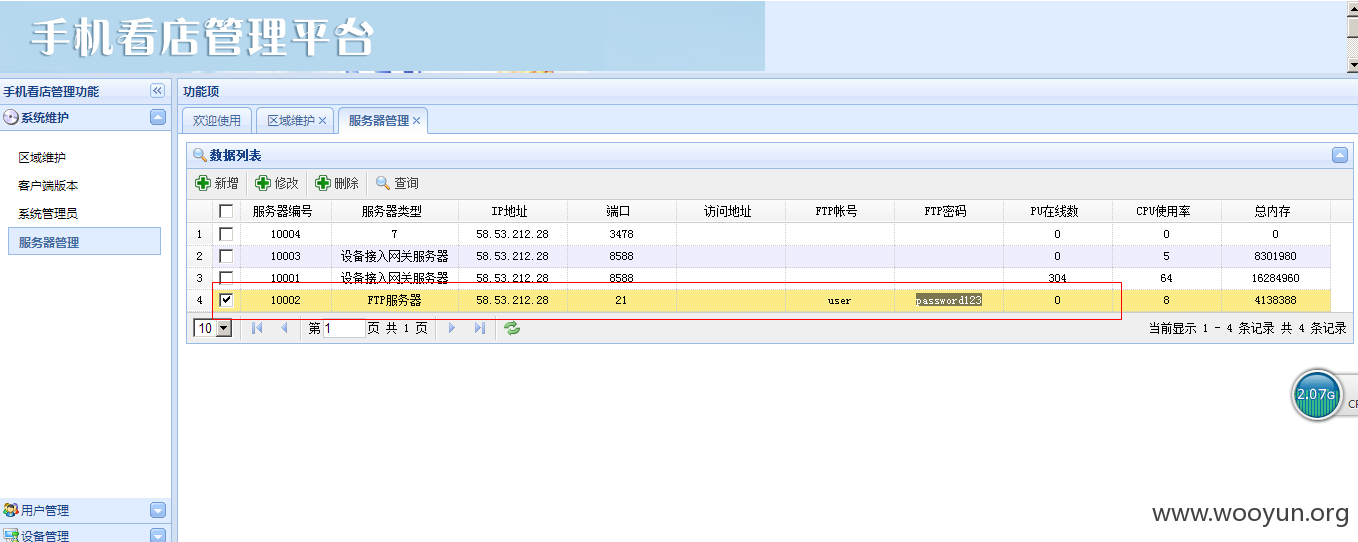 手机看店管理平台
手机看店管理功能
系统维护
区域维护
客户端版本
系统管理员
服务器管理
用户管理
设备管理
功能项
欢迎使用 区域维护 服务器管理
数据列表
新增 修改 删除 查询
服务器编号 服务器类型 IP地址 端口 访问地址 FTP帐号 FTP密码 PU在线数 CPU使用率 总内存
1 10004 7 58.53.212.28 3478 0 0 0
2 10003 设备接入网关服务器 58.53.212.28 8588 0 5 8301980
3 10001 设备接入网关服务器 58.53.212.28 8588 304 64 16284960
4 10002 FTP服务器 58.53.212.28 21 user password123 0 8 4138388
10 第 1 页 共 1 页 当前显示 1 - 4 条记录 共 4 条记录
2.07G
www.wooyun.org